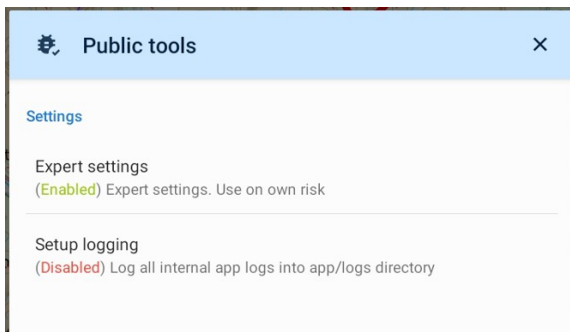 Public tools
Settings
Expert settings
(Enabled) Expert settings. Use on own risk
Setup logging
(Disabled) Log all internal app logs into app/logs directory